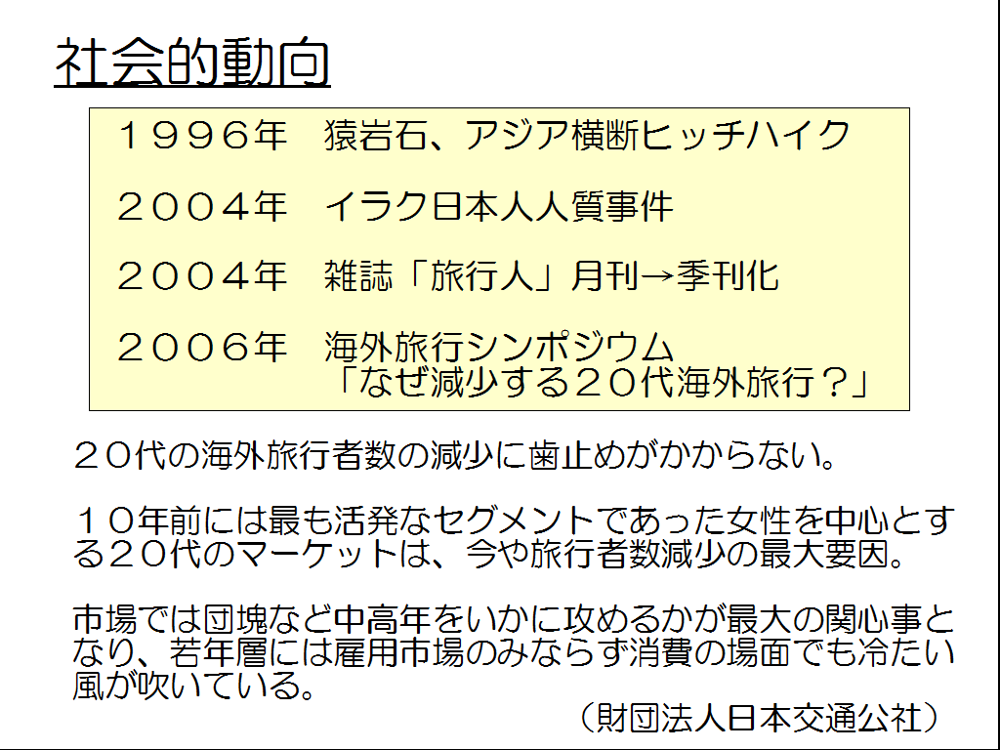 社会的動向
１９９６年　猿岩石、アジア横断ヒッチハイク
２００４年　イラク日本人人質事件
２００４年　雑誌「旅行人」月刊→季刊化
２００６年　海外旅行シンポジウム
「なぜ減少する２０代海外旅行？」
２０代の海外旅行者数の減少に歯止めがかからない。
１０年前には最も活発なセグメントであった女性を中心とす
る２０代のマーケットは、今や旅行者数減少の最大要因。
市場では団塊など中高年をいかに攻めるかが最大の関心事と
なり、若年層には雇用市場のみならず消費の場面でも冷たい
風が吹いている。
（財団法人日本交通公社）